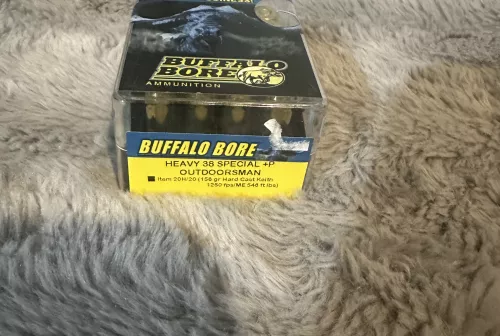 BUFFALO
BORE
AMMUNITION
BUFFALO BORE
HEAVY 38 SPECIAL +P
OUTDOORSMAN
Item 20H/20 (158 gr Hard Cast Keith
1250 fps/ME 548 ft lbs)